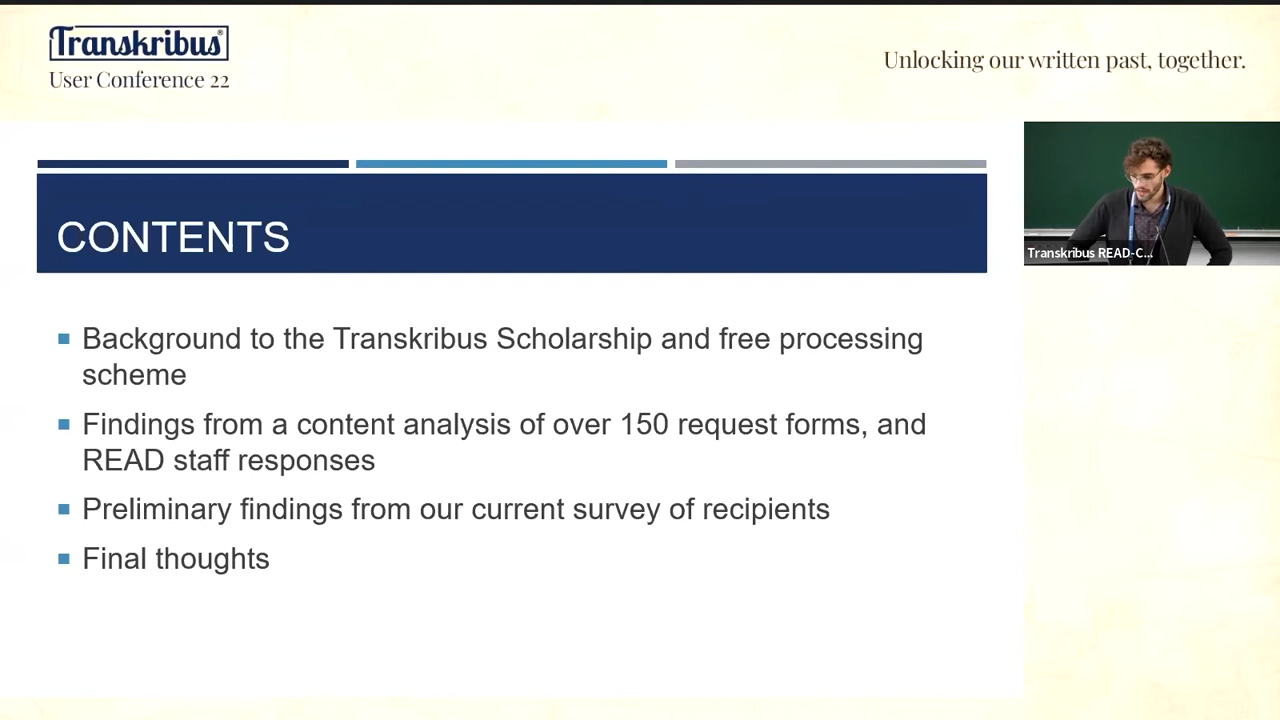 Transkribus®
User Conference 22
Unlocking our written past, together.
CONTENTS
Background to the Transkribus Scholarship and free processing
scheme
Findings from a content analysis of over 150 request forms, and
READ staff responses
Preliminary findings from our current survey of recipients
Final thoughts
Transkribus READ-C...